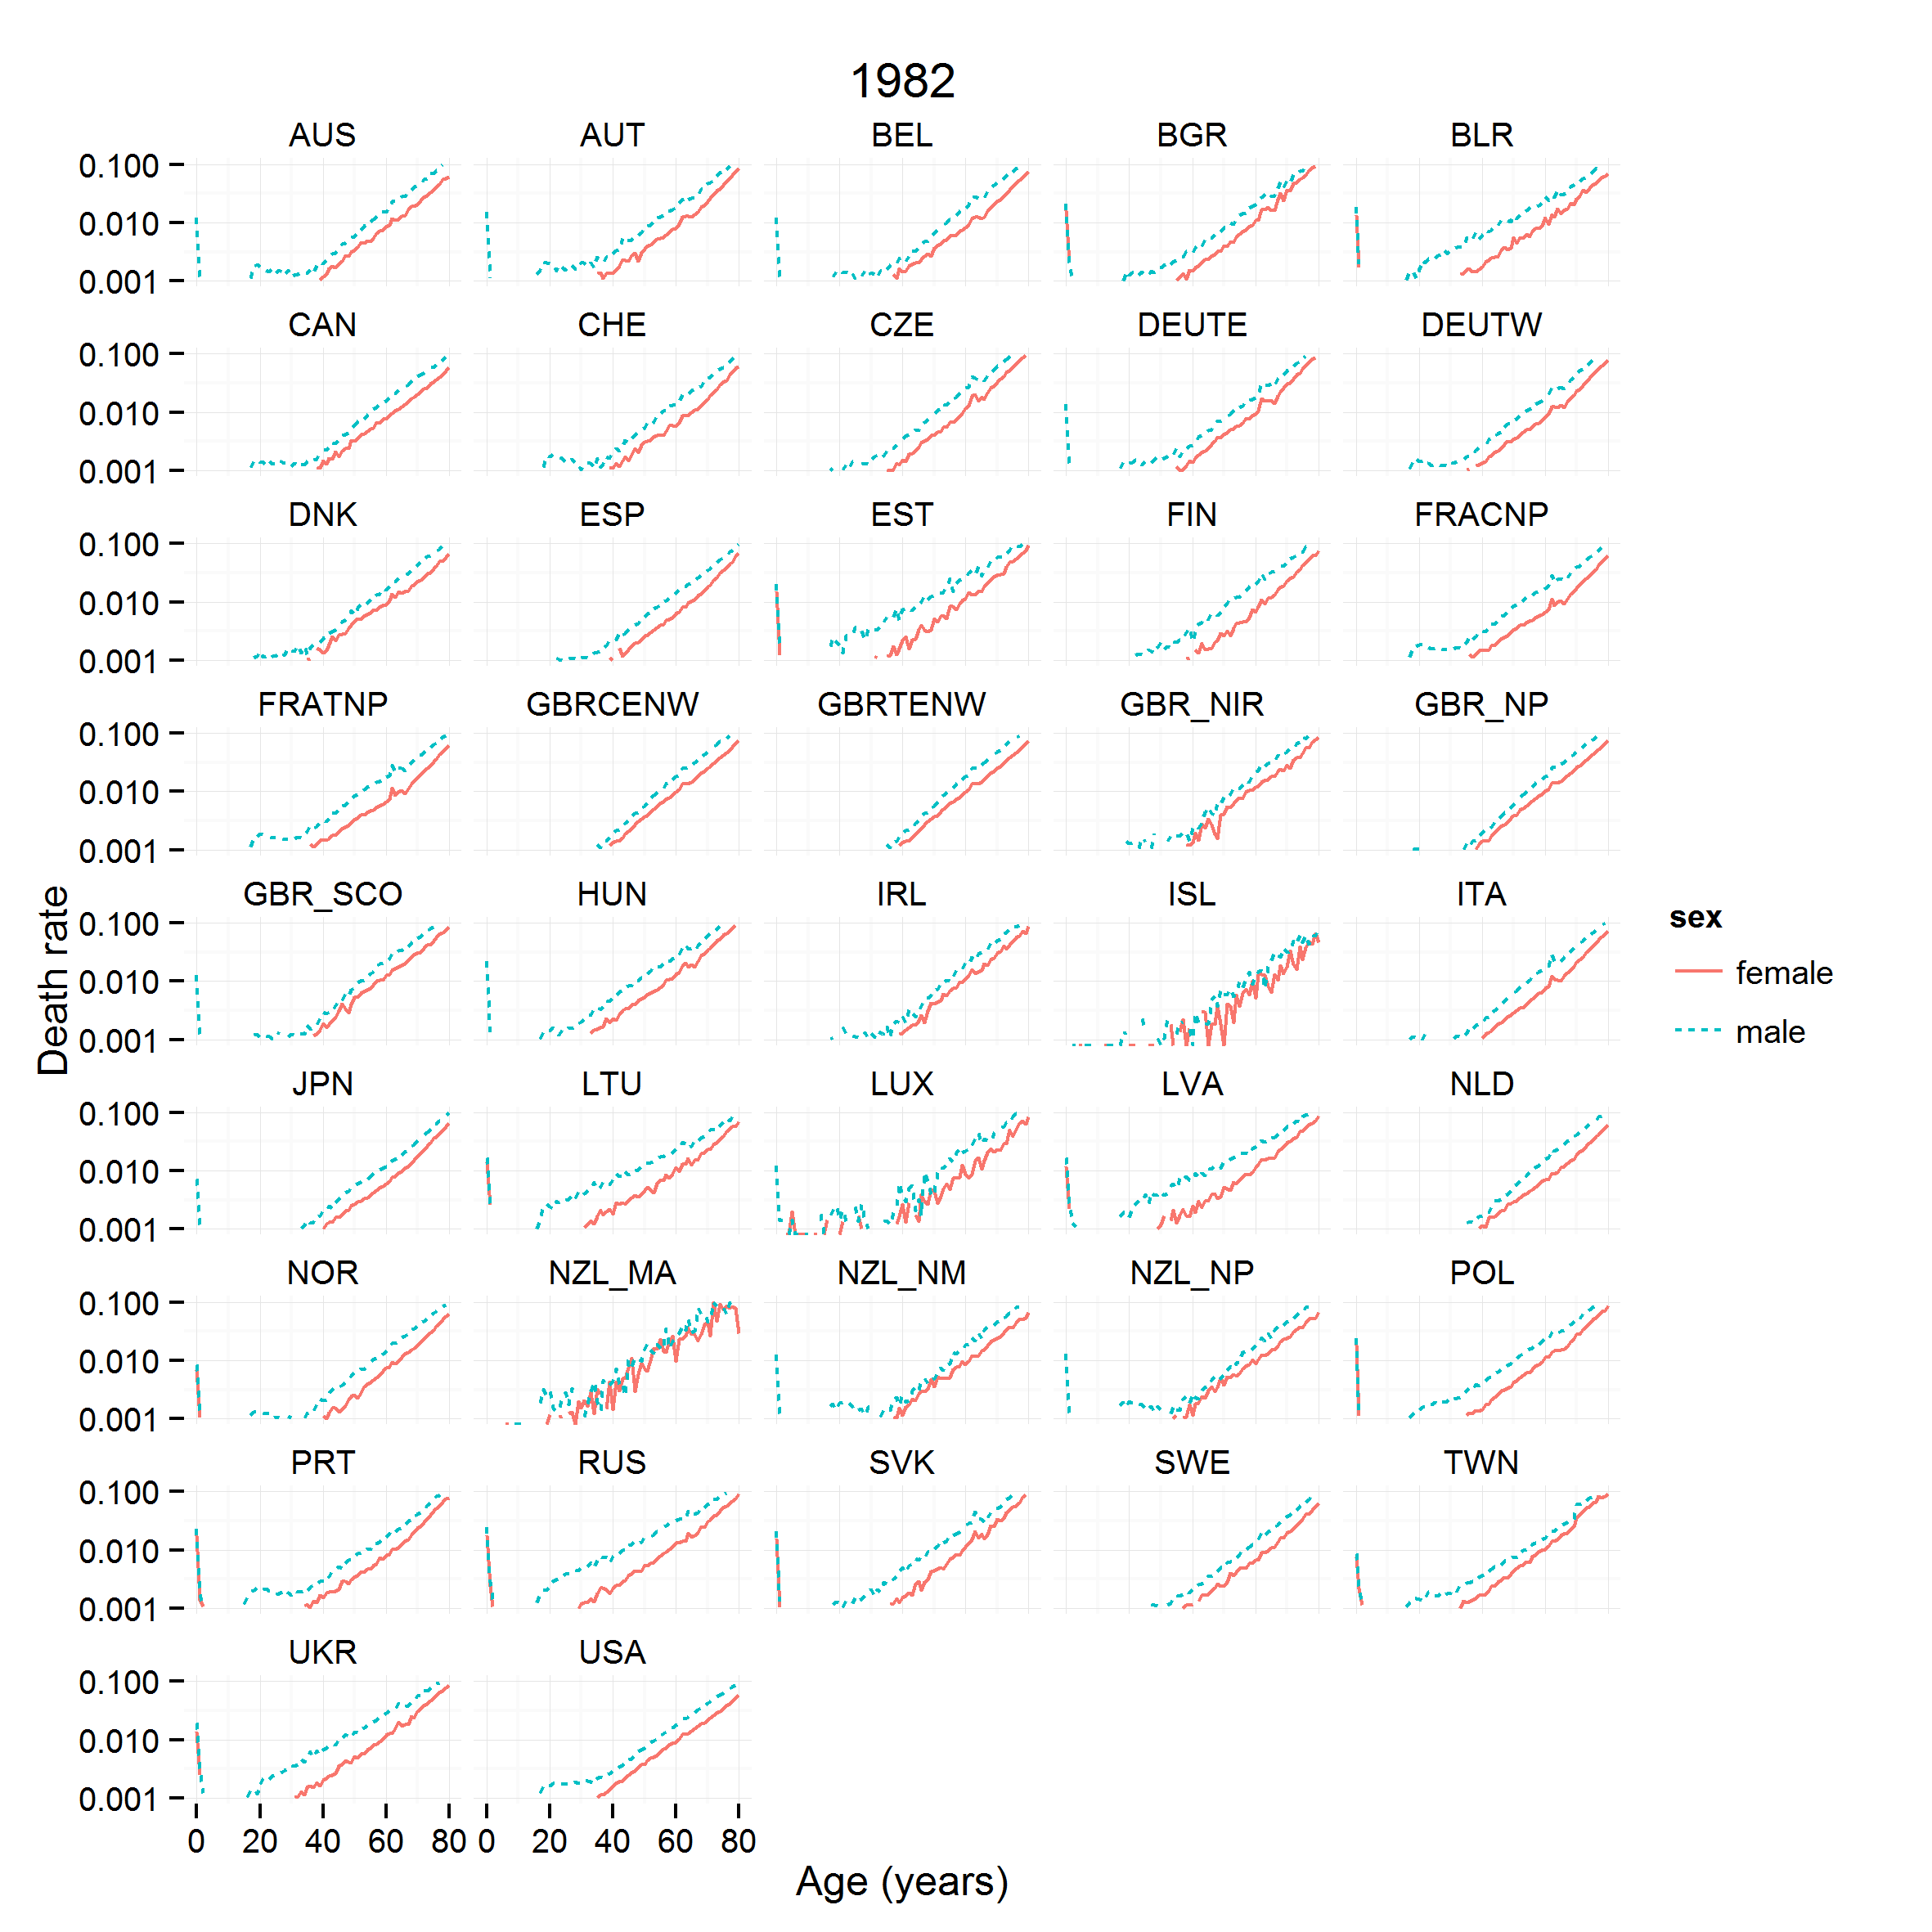 1982
AUS AUT BEL BGR BLR
0.100
0.010
0.001
CAN CHE CZE DEUTE DEUTW
0.100
0.010
0.001
DNK ESP EST FIN FRACNP
0.100
0.010
0.001
FRATNP GBRCENW GBRTENW GBR_NIR GBR_NP
0.100
0.010
0.001
GBR_SCO HUN IRL ISL ITA
0.100
0.010
0.001
JPN LTU LUX LVA NLD
0.100
0.010
0.001
NOR NZL_MA NZL_NM NZL_NP POL
0.100
0.010
0.001
PRT RUS SVK SWE TWN
0.100
0.010
0.001
UKR USA
0.100
0.010
0.001
0 20 40 60 80 0 20 40 60 80
Age (years)
Death rate
sex
female
male